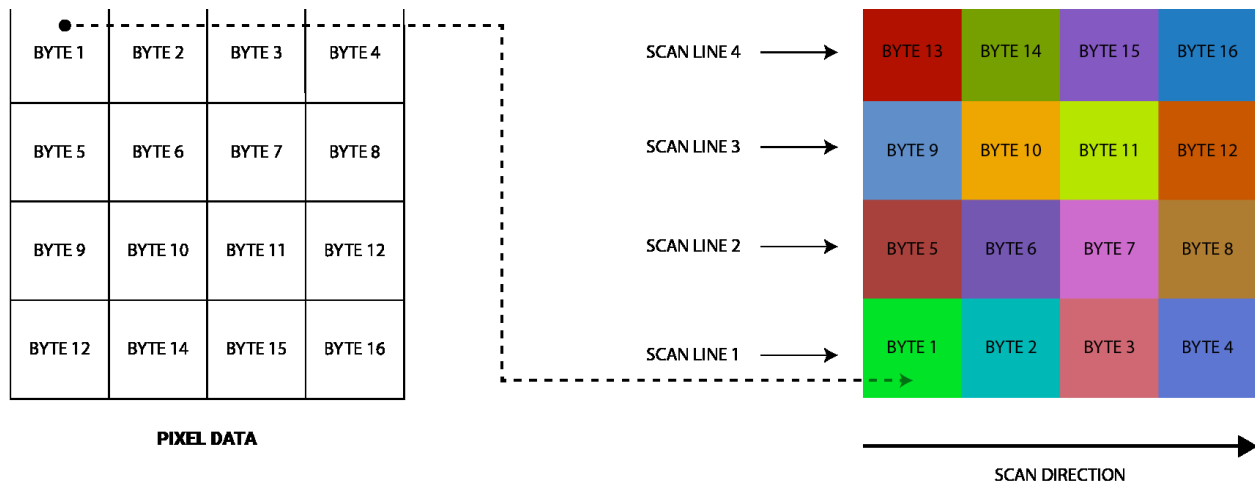 BYTE 1 BYTE 2 BYTE 3 BYTE 4
BYTE 5 BYTE 6 BYTE 7 BYTE 8
BYTE 9 BYTE 10 BYTE 11 BYTE 12
BYTE 12 BYTE 14 BYTE 15 BYTE 16
PIXEL DATA
SCAN LINE 4 BYTE 13 BYTE 14 BYTE 15 BYTE 16
SCAN LINE 3 BYTE 9 BYTE 10 BYTE 11 BYTE 12
SCAN LINE 2 BYTE 5 BYTE 6 BYTE 7 BYTE 8
SCAN LINE 1 BYTE 1 BYTE 2 BYTE 3 BYTE 4
SCAN DIRECTION